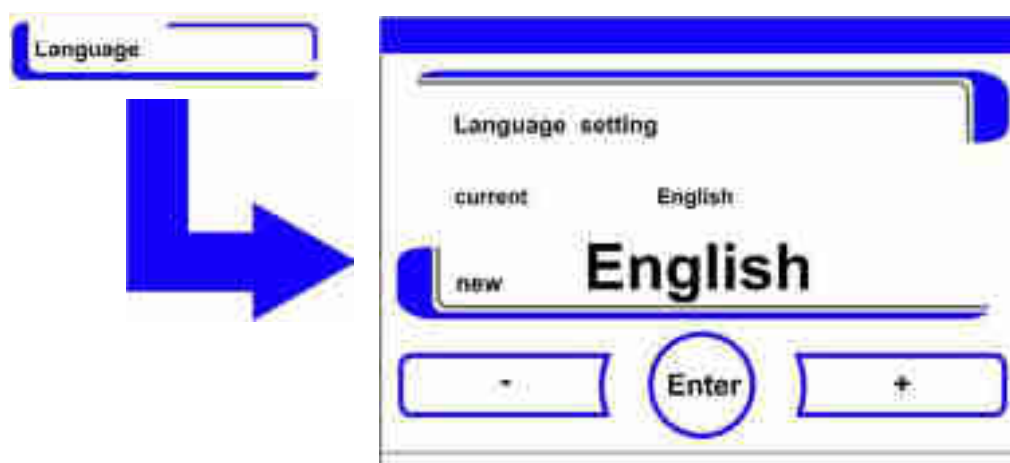 Language
Language setting
current English
new English
- Enter +